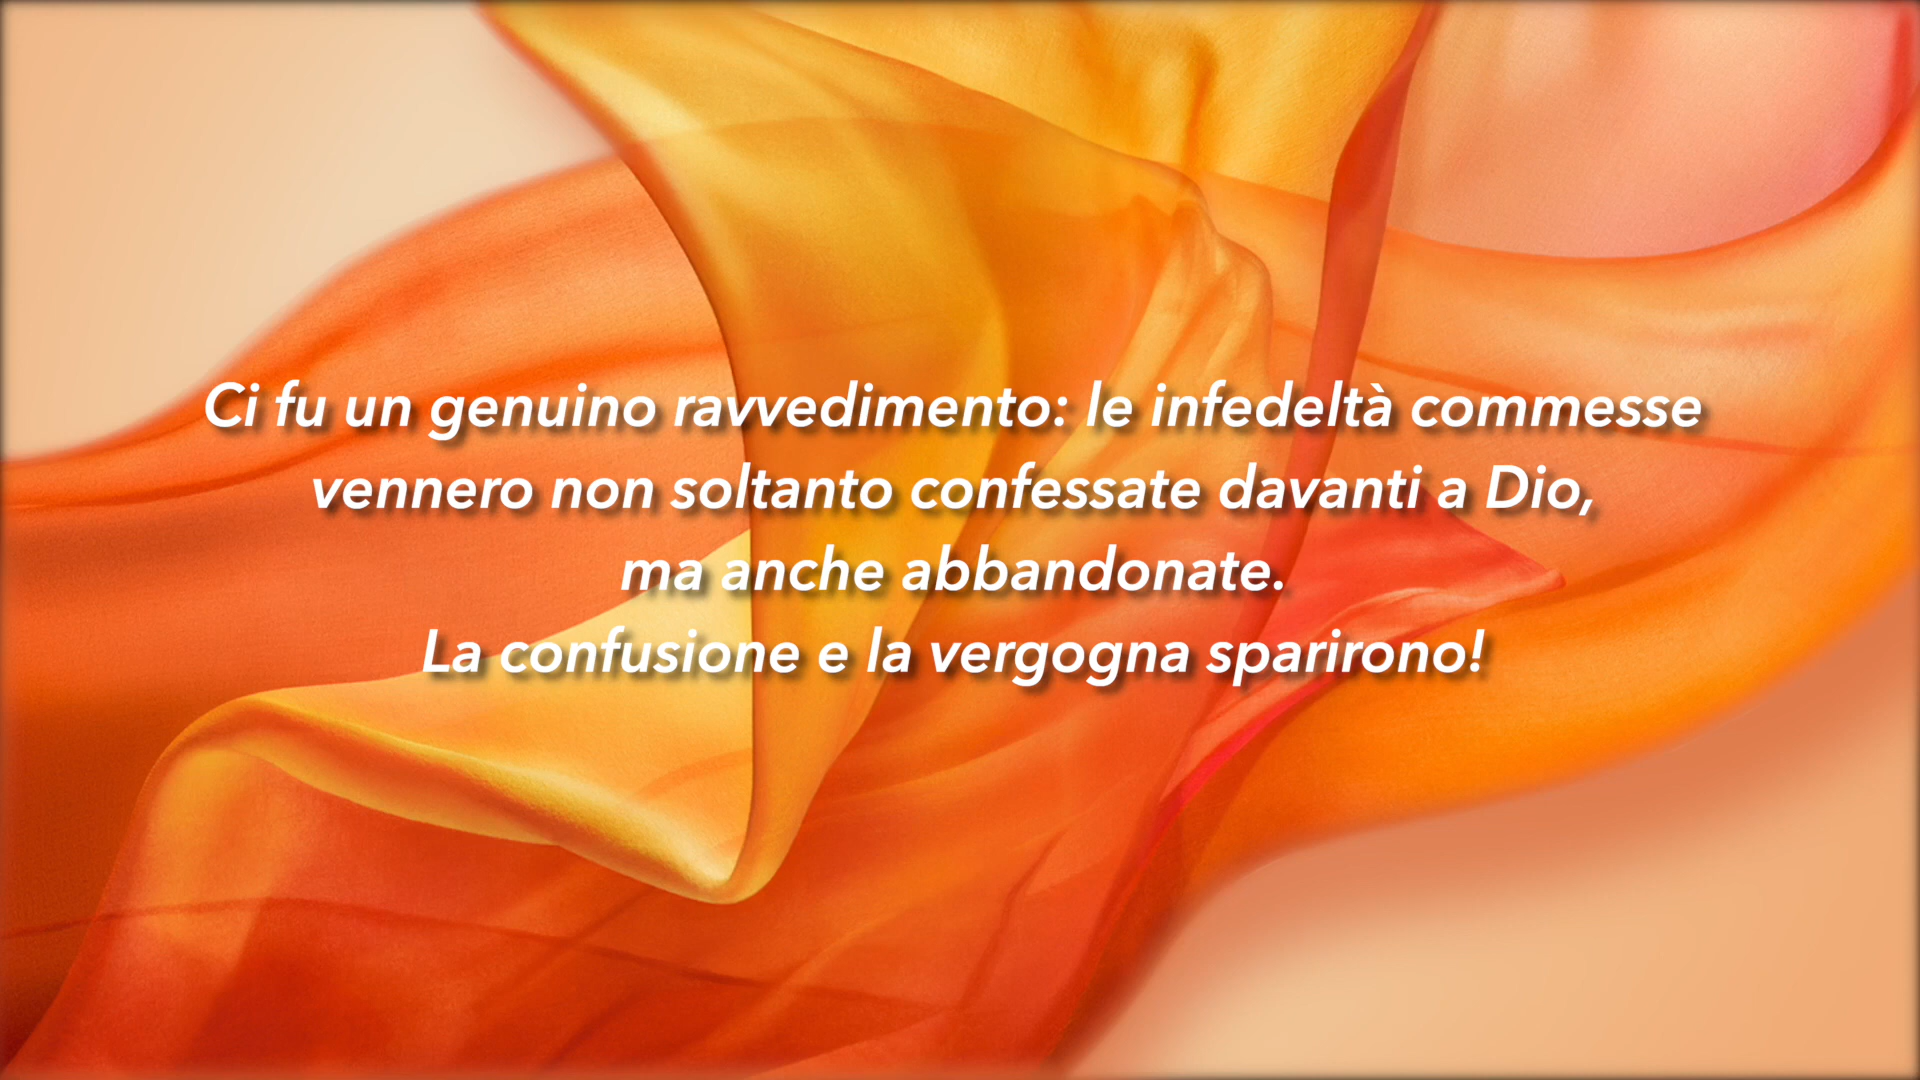 Ci fu un genuino ravvedimento: le infedeltà commesse
vennero non soltanto confessate davanti a Dio,
ma anche abbandonate.
La confusione e la vergogna sparirono!